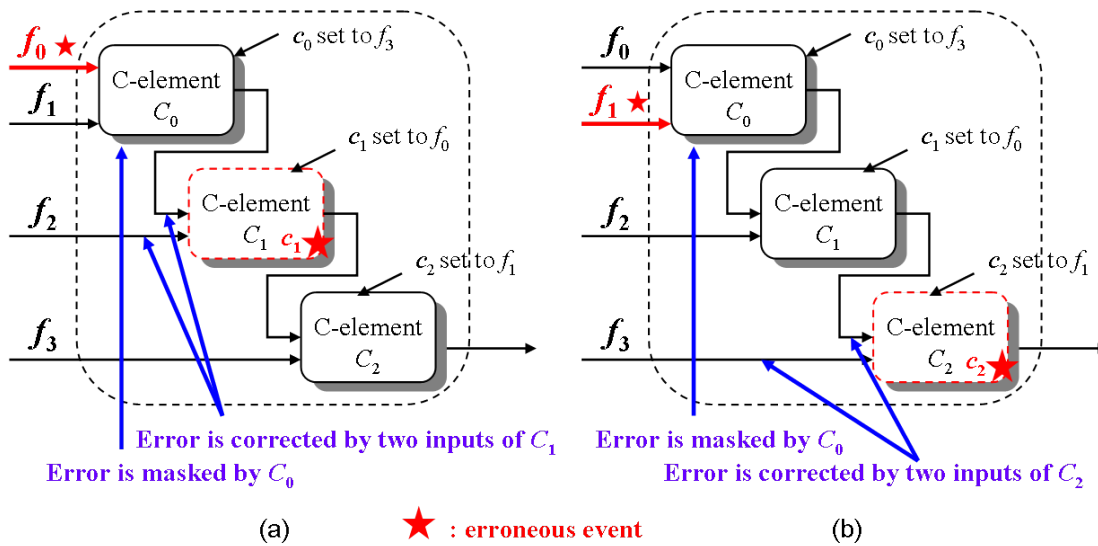 f0 ★
f1
f2
f3
C-element
C0
c0 set to f3
C-element
C1
c1
c1 set to f0
C-element
C2
c2 set to f1
Error is corrected by two inputs of C1
Error is masked by C0
(a)
f0
f1 ★
f2
f3
C-element
C0
c0 set to f3
C-element
C1
c1 set to f0
C-element
C2
c2
c2 set to f1
Error is masked by C0
Error is corrected by two inputs of C2
(b)
★ : erroneous event